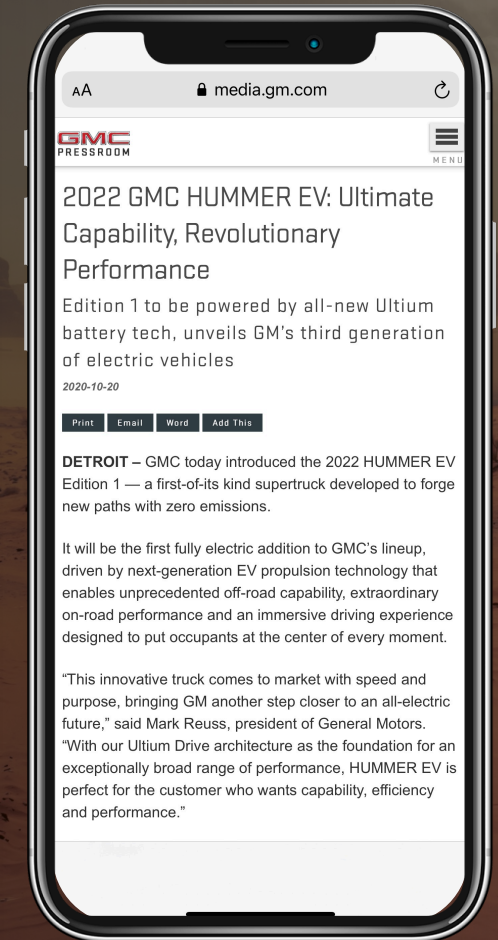 AA media.gm.com
GMC
PRESSROOM
MENU
2022 GMC HUMMER EV: Ultimate
Capability, Revolutionary
Performance
Edition 1 to be powered by all-new Ultium
battery tech, unveils GM's third generation
of electric vehicles
2020-10-20
Print Email Word Add This
DETROIT – GMC today introduced the 2022 HUMMER EV
Edition 1 — a first-of-its kind supertruck developed to forge
new paths with zero emissions.
It will be the first fully electric addition to GMC's lineup,
driven by next-generation EV propulsion technology that
enables unprecedented off-road capability, extraordinary
on-road performance and an immersive driving experience
designed to put occupants at the center of every moment.
“This innovative truck comes to market with speed and
purpose, bringing GM another step closer to an all-electric
future,” said Mark Reuss, president of General Motors.
“With our Ultium Drive architecture as the foundation for an
exceptionally broad range of performance, HUMMER EV is
perfect for the customer who wants capability, efficiency
and performance.”